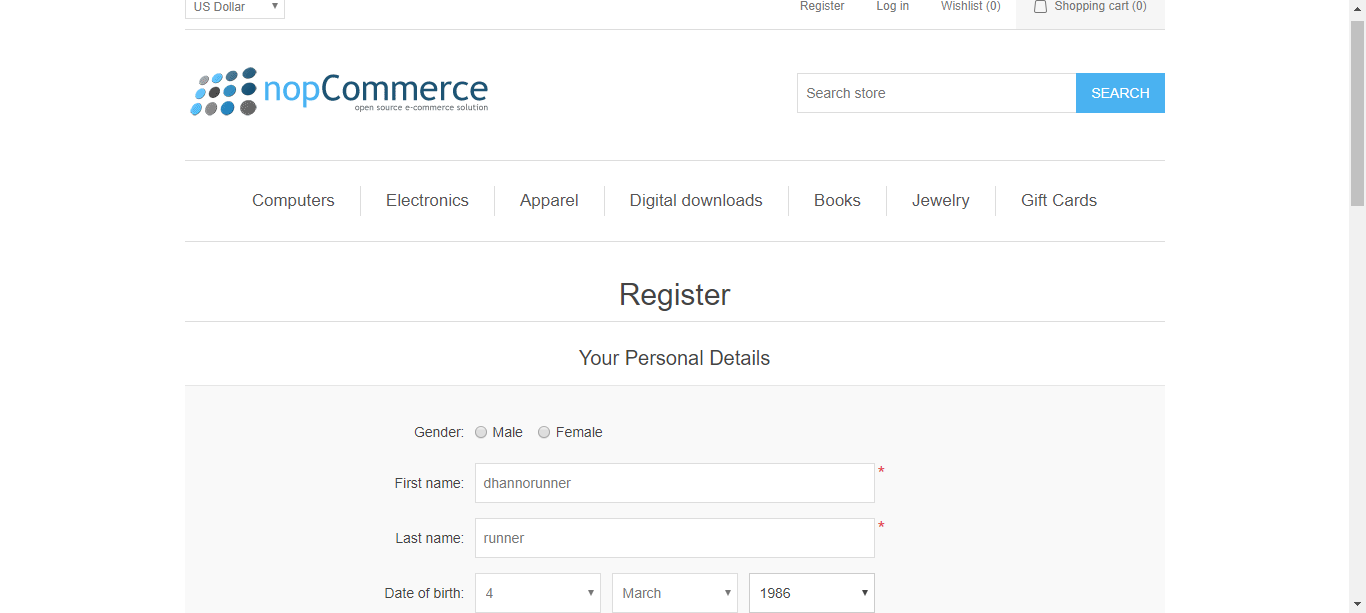 US Dollar Register Log in Wishlist (0) Shopping cart (0)
nopCommerce
open source e-commerce solution
Search store SEARCH
Computers Electronics Apparel Digital downloads Books Jewelry Gift Cards
Register
Your Personal Details
Gender: Male Female
First name: dhannorunner *
Last name: runner *
Date of birth: 4 March 1986